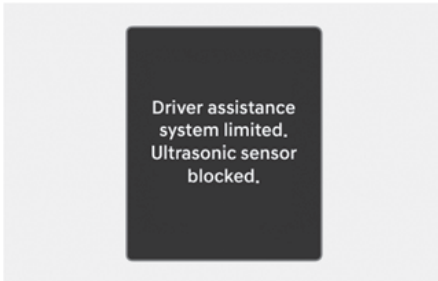 Driver assistance
system limited.
Ultrasonic sensor
blocked.